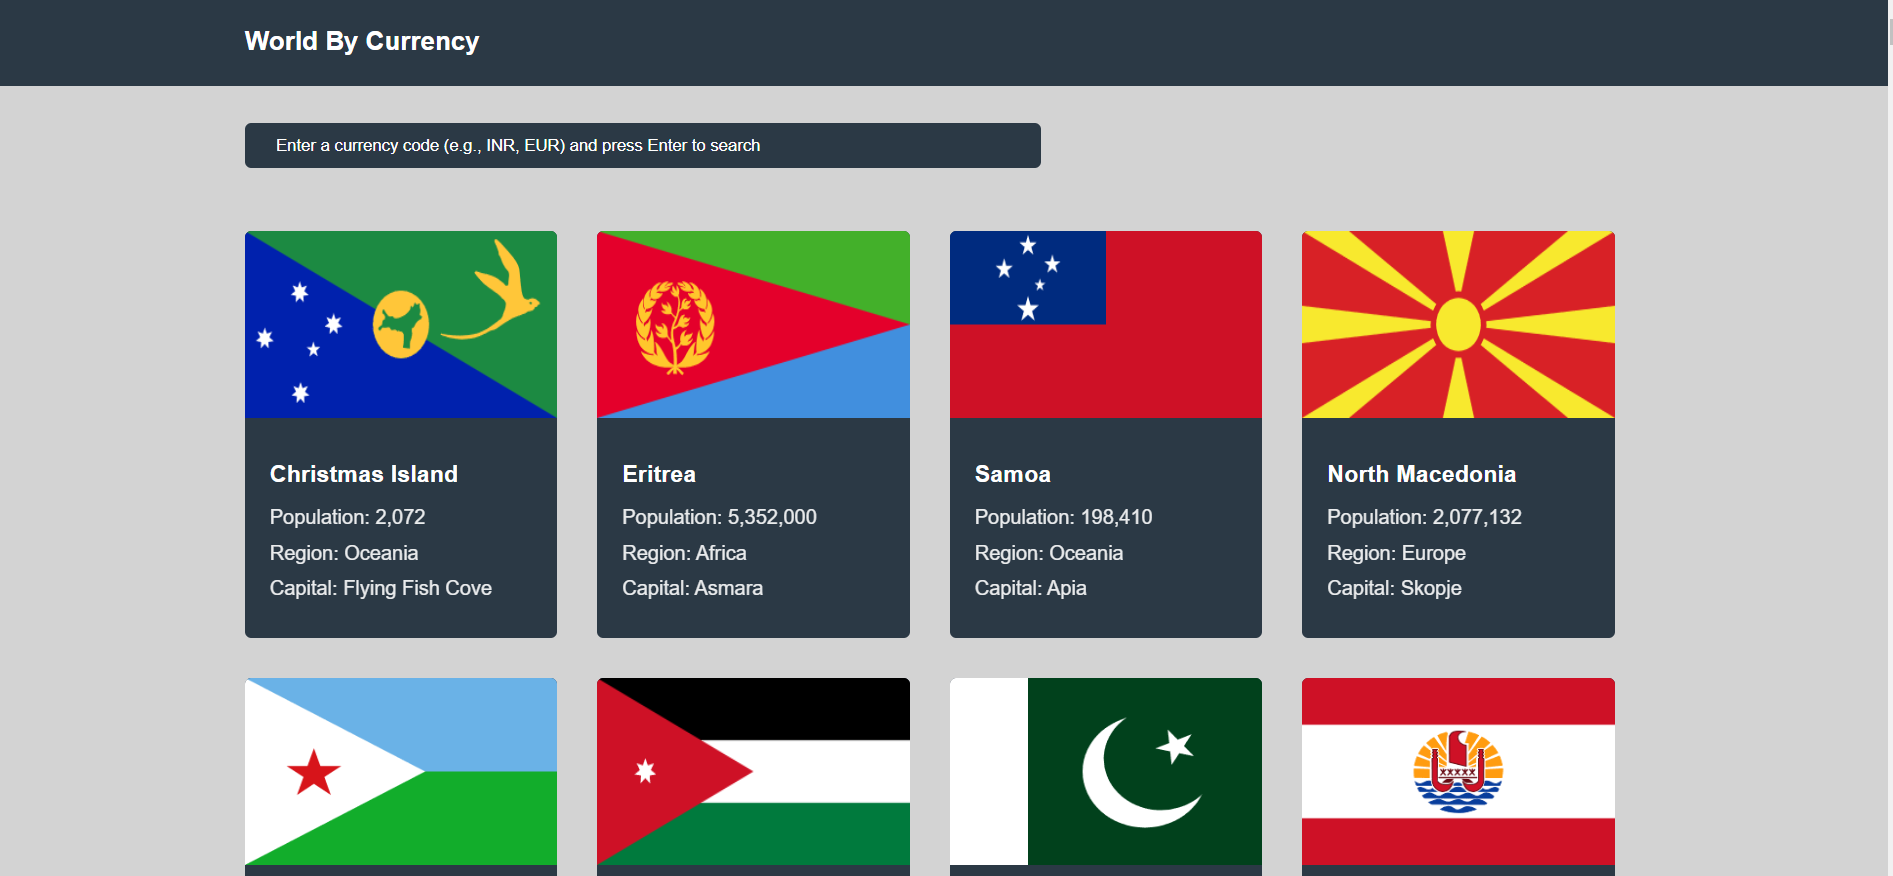 World By Currency
Enter a currency code (e.g., INR, EUR) and press Enter to search
Christmas Island
Population: 2,072
Region: Oceania
Capital: Flying Fish Cove
Eritrea
Population: 5,352,000
Region: Africa
Capital: Asmara
Samoa
Population: 198,410
Region: Oceania
Capital: Apia
North Macedonia
Population: 2,077,132
Region: Europe
Capital: Skopje